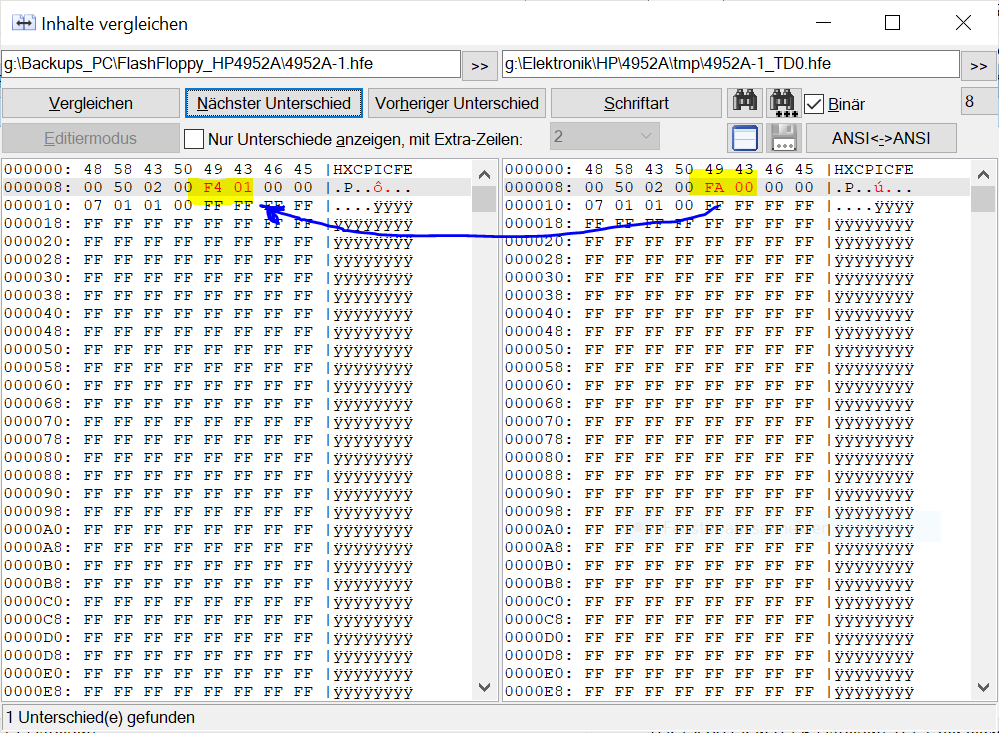 Inhalte vergleichen
g:\Backups_PC\FlashFloppy_HP4952A\4952A-1.hfe
>>
g:\Elektronik\HP\4952A\tmp\4952A-1_TD0.hfe
>>
Vergleichen
Nächster Unterschied
Vorheriger Unterschied
Schriftart
Binär
8
Editiermodus
Nur Unterschiede anzeigen, mit Extra-Zeilen:
2
ANSI<->ANSI
000000: 48 58 43 50 49 43 46 45 |HXCPICFE
000008: 00 50 02 00 F4 01 00 00 |.P..ô...
000010: 07 01 01 00 FF FF FF FF |....ÿÿÿÿ
000018: FF FF FF FF FF FF FF FF |ÿÿÿÿÿÿÿÿ
000020: FF FF FF FF FF FF FF FF |ÿÿÿÿÿÿÿÿ
000028: FF FF FF FF FF FF FF FF |ÿÿÿÿÿÿÿÿ
000030: FF FF FF FF FF FF FF FF |ÿÿÿÿÿÿÿÿ
000038: FF FF FF FF FF FF FF FF |ÿÿÿÿÿÿÿÿ
000040: FF FF FF FF FF FF FF FF |ÿÿÿÿÿÿÿÿ
000048: FF FF FF FF FF FF FF FF |ÿÿÿÿÿÿÿÿ
000050: FF FF FF FF FF FF FF FF |ÿÿÿÿÿÿÿÿ
000058: FF FF FF FF FF FF FF FF |ÿÿÿÿÿÿÿÿ
000060: FF FF FF FF FF FF FF FF |ÿÿÿÿÿÿÿÿ
000068: FF FF FF FF FF FF FF FF |ÿÿÿÿÿÿÿÿ
000070: FF FF FF FF FF FF FF FF |ÿÿÿÿÿÿÿÿ
000078: FF FF FF FF FF FF FF FF |ÿÿÿÿÿÿÿÿ
000080: FF FF FF FF FF FF FF FF |ÿÿÿÿÿÿÿÿ
000088: FF FF FF FF FF FF FF FF |ÿÿÿÿÿÿÿÿ
000090: FF FF FF FF FF FF FF FF |ÿÿÿÿÿÿÿÿ
000098: FF FF FF FF FF FF FF FF |ÿÿÿÿÿÿÿÿ
0000A0: FF FF FF FF FF FF FF FF |ÿÿÿÿÿÿÿÿ
0000A8: FF FF FF FF FF FF FF FF |ÿÿÿÿÿÿÿÿ
0000B0: FF FF FF FF FF FF FF FF |ÿÿÿÿÿÿÿÿ
0000B8: FF FF FF FF FF FF FF FF |ÿÿÿÿÿÿÿÿ
0000C0: FF FF FF FF FF FF FF FF |ÿÿÿÿÿÿÿÿ
0000C8: FF FF FF FF FF FF FF FF |ÿÿÿÿÿÿÿÿ
0000D0: FF FF FF FF FF FF FF FF |ÿÿÿÿÿÿÿÿ
0000D8: FF FF FF FF FF FF FF FF |ÿÿÿÿÿÿÿÿ
0000E0: FF FF FF FF FF FF FF FF |ÿÿÿÿÿÿÿÿ
0000E8: FF FF FF FF FF FF FF FF |ÿÿÿÿÿÿÿÿ
000000: 48 58 43 50 49 43 46 45 |HXCPICFE
000008: 00 50 02 00 FA 00 00 00 |.P..ú...
000010: 07 01 01 00 FF FF FF FF |....ÿÿÿÿ
000018: FF FF FF FF FF FF FF FF |ÿÿÿÿÿÿÿÿ
000020: FF FF FF FF FF FF FF FF |ÿÿÿÿÿÿÿÿ
000028: FF FF FF FF FF FF FF FF |ÿÿÿÿÿÿÿÿ
000030: FF FF FF FF FF FF FF FF |ÿÿÿÿÿÿÿÿ
000038: FF FF FF FF FF FF FF FF |ÿÿÿÿÿÿÿÿ
000040: FF FF FF FF FF FF FF FF |ÿÿÿÿÿÿÿÿ
000048: FF FF FF FF FF FF FF FF |ÿÿÿÿÿÿÿÿ
000050: FF FF FF FF FF FF FF FF |ÿÿÿÿÿÿÿÿ
000058: FF FF FF FF FF FF FF FF |ÿÿÿÿÿÿÿÿ
000060: FF FF FF FF FF FF FF FF |ÿÿÿÿÿÿÿÿ
000068: FF FF FF FF FF FF FF FF |ÿÿÿÿÿÿÿÿ
000070: FF FF FF FF FF FF FF FF |ÿÿÿÿÿÿÿÿ
000078: FF FF FF FF FF FF FF FF |ÿÿÿÿÿÿÿÿ
000080: FF FF FF FF FF FF FF FF |ÿÿÿÿÿÿÿÿ
000088: FF FF FF FF FF FF FF FF |ÿÿÿÿÿÿÿÿ
000090: FF FF FF FF FF FF FF FF |ÿÿÿÿÿÿÿÿ
000098: FF FF FF FF FF FF FF FF |ÿÿÿÿÿÿÿÿ
0000A0: FF FF FF FF FF FF FF FF |ÿÿÿÿÿÿÿÿ
0000A8: FF FF FF FF FF FF FF FF |ÿÿÿÿÿÿÿÿ
0000B0: FF FF FF FF FF FF FF FF |ÿÿÿÿÿÿÿÿ
0000B8: FF FF FF FF FF FF FF FF |ÿÿÿÿÿÿÿÿ
0000C0: FF FF FF FF FF FF FF FF |ÿÿÿÿÿÿÿÿ
0000C8: FF FF FF FF FF FF FF FF |ÿÿÿÿÿÿÿÿ
0000D0: FF FF FF FF FF FF FF FF |ÿÿÿÿÿÿÿÿ
0000D8: FF FF FF FF FF FF FF FF |ÿÿÿÿÿÿÿÿ
0000E0: FF FF FF FF FF FF FF FF |ÿÿÿÿÿÿÿÿ
0000E8: FF FF FF FF FF FF FF FF |ÿÿÿÿÿÿÿÿ
1 Unterschied(e) gefunden